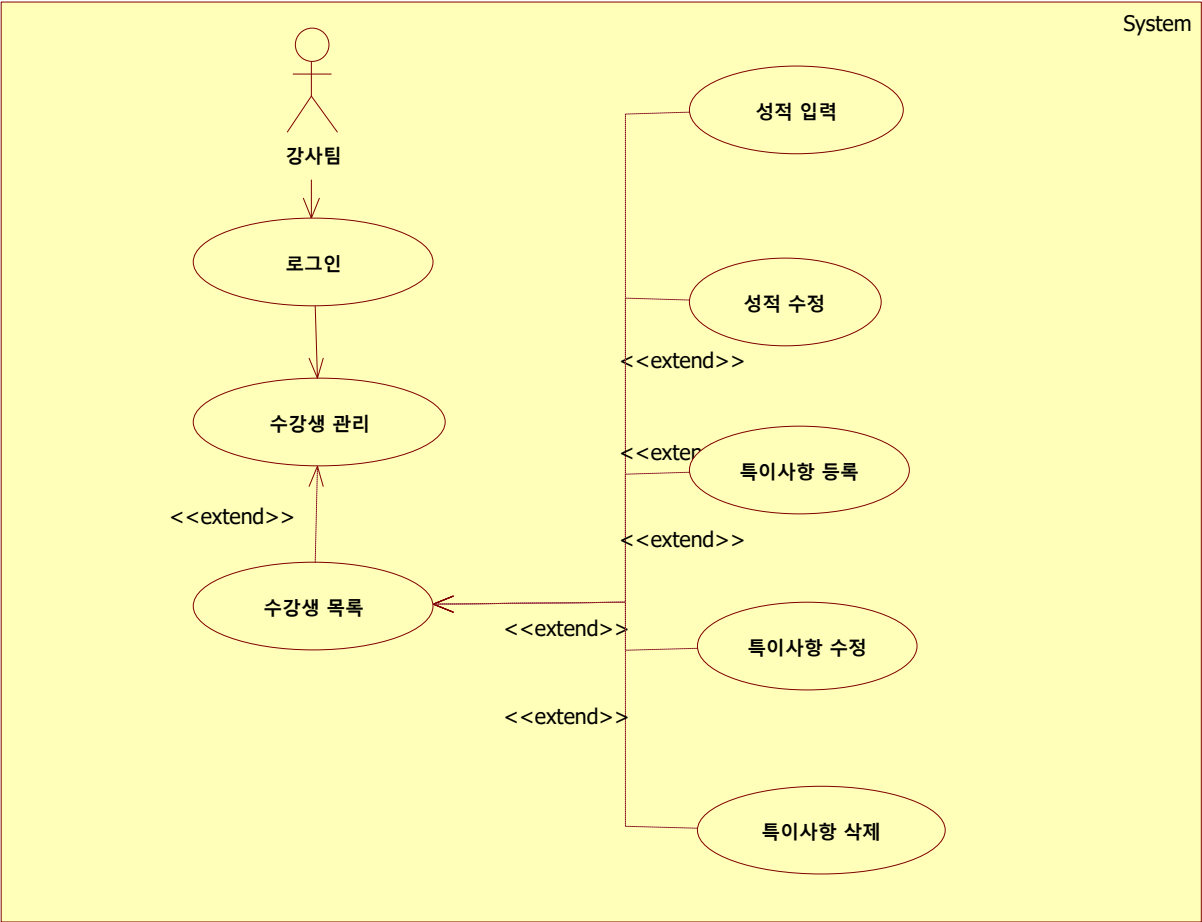 System
강사팀
로그인
수강생 관리
<<extend>>
수강생 목록
성적 입력
성적 수정
<<extend>>
<<exter
특이사항 등록
<<extend>>
<<extend>>
특이사항 수정
<<extend>>
특이사항 삭제